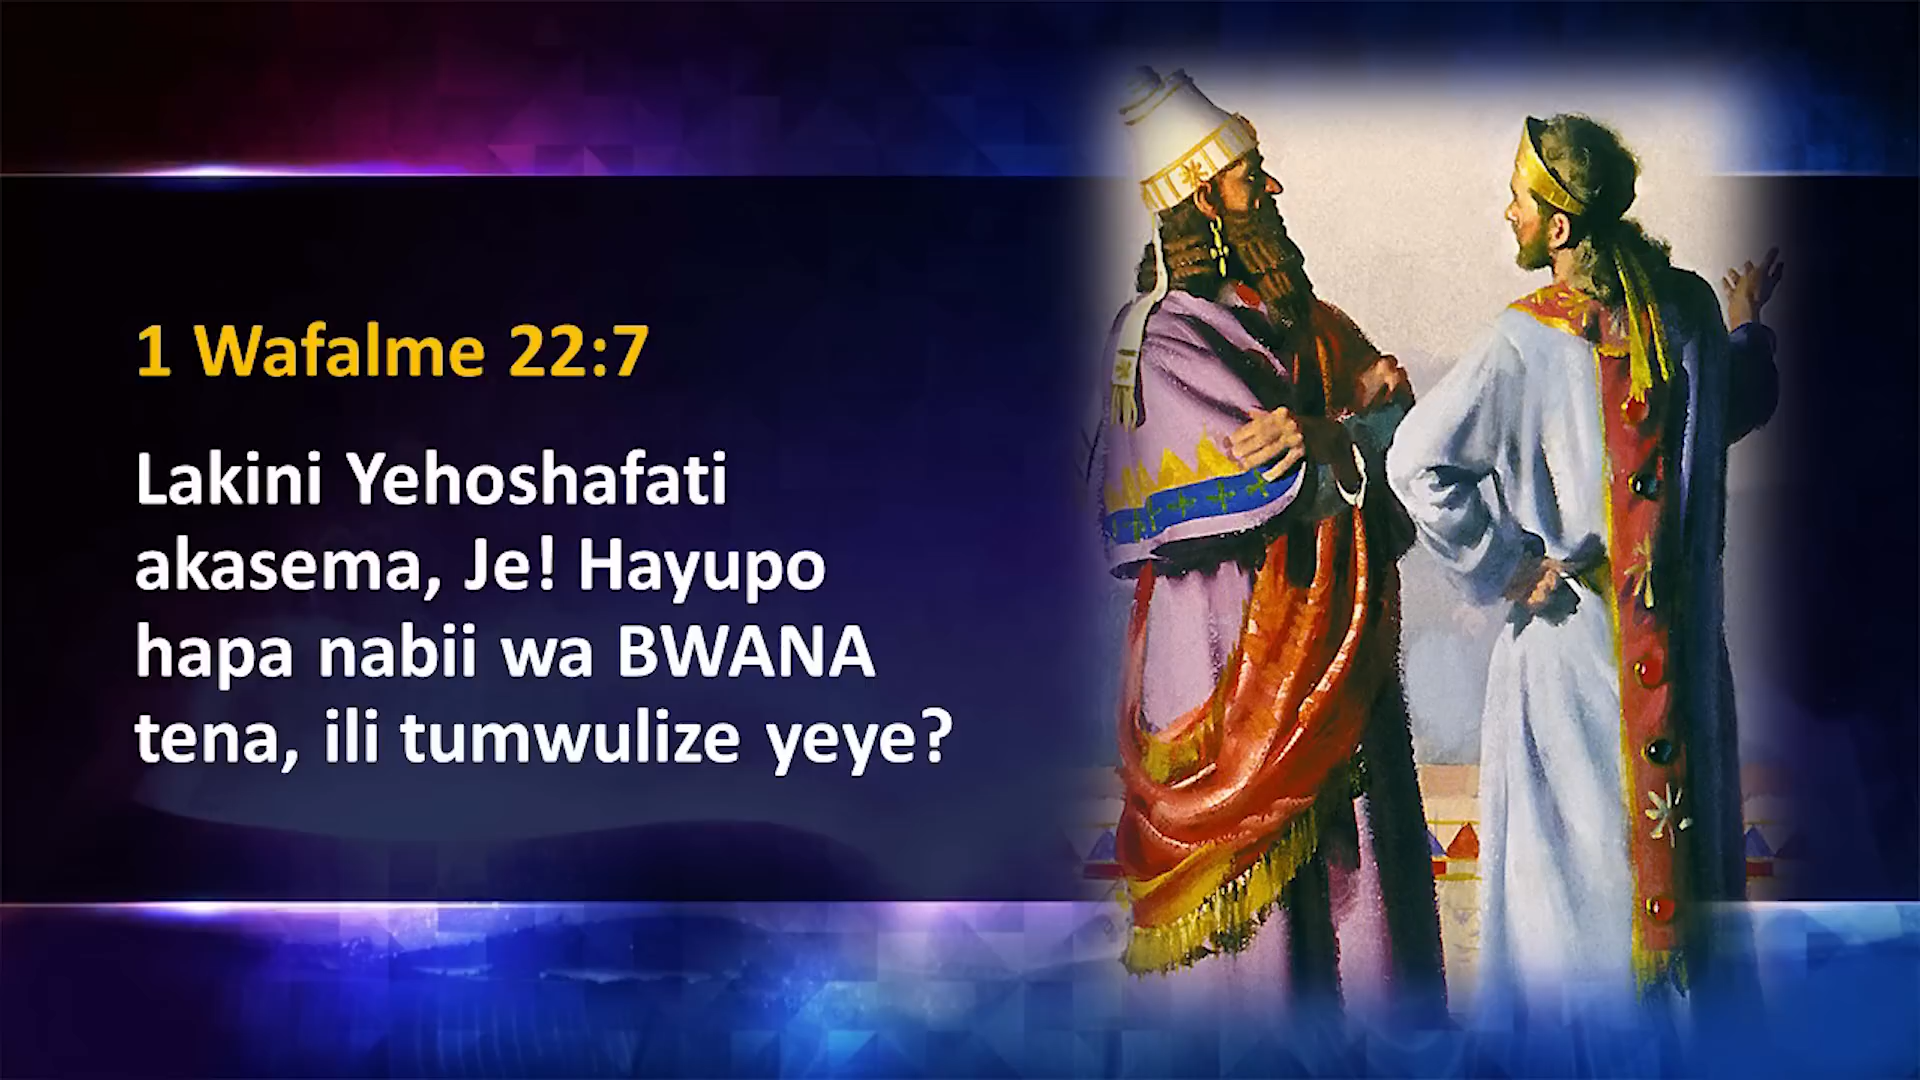 1 Wafalme 22:7
Lakini Yehoshafati
akasema, Je! Hayupo
hapa nabii wa BWANA
tena, ili tumwulize yeye?